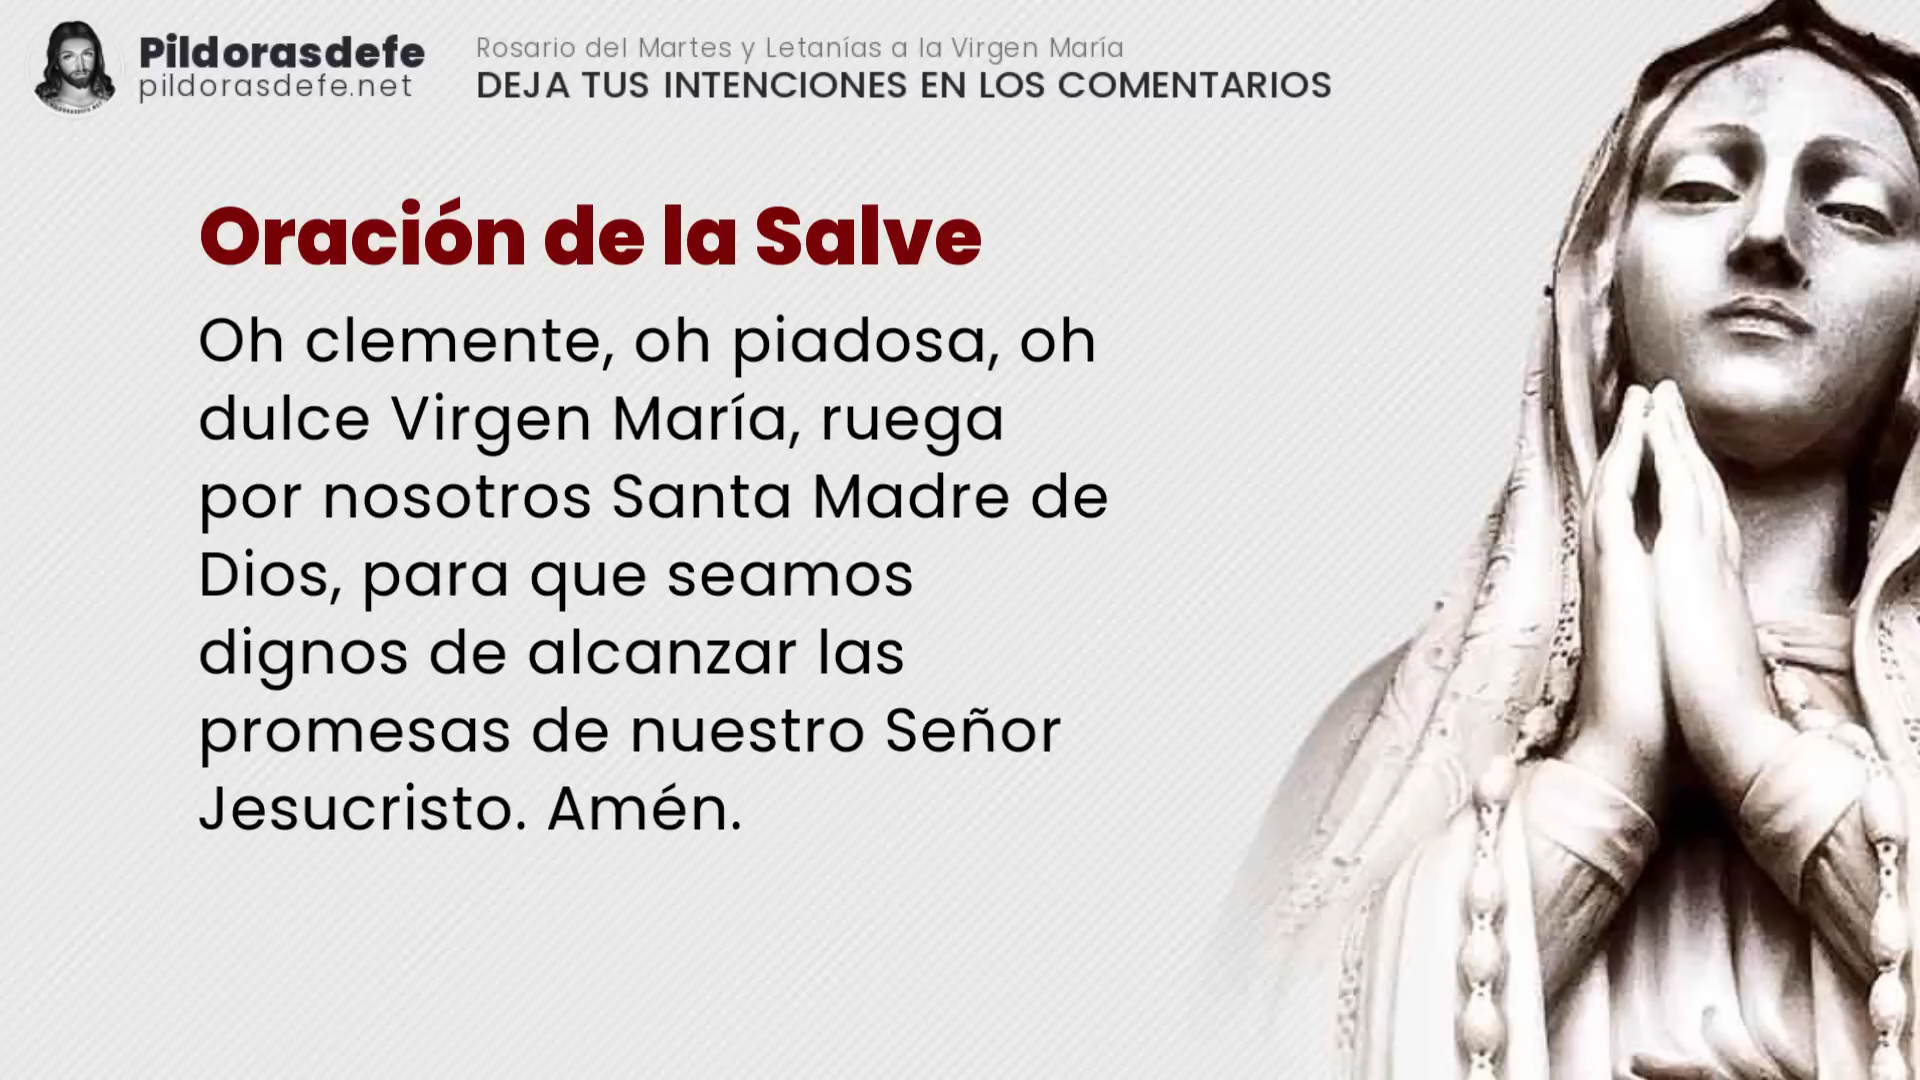 Pildorasdefe
pildorasdefe.net
Rosario del Martes y Letanías a la Virgen María
DEJA TUS INTENCIONES EN LOS COMENTARIOS
Oración de la Salve
Oh clemente, oh piadosa, oh
dulce Virgen María, ruega
por nosotros Santa Madre de
Dios, para que seamos
dignos de alcanzar las
promesas de nuestro Señor
Jesucristo. Amén.